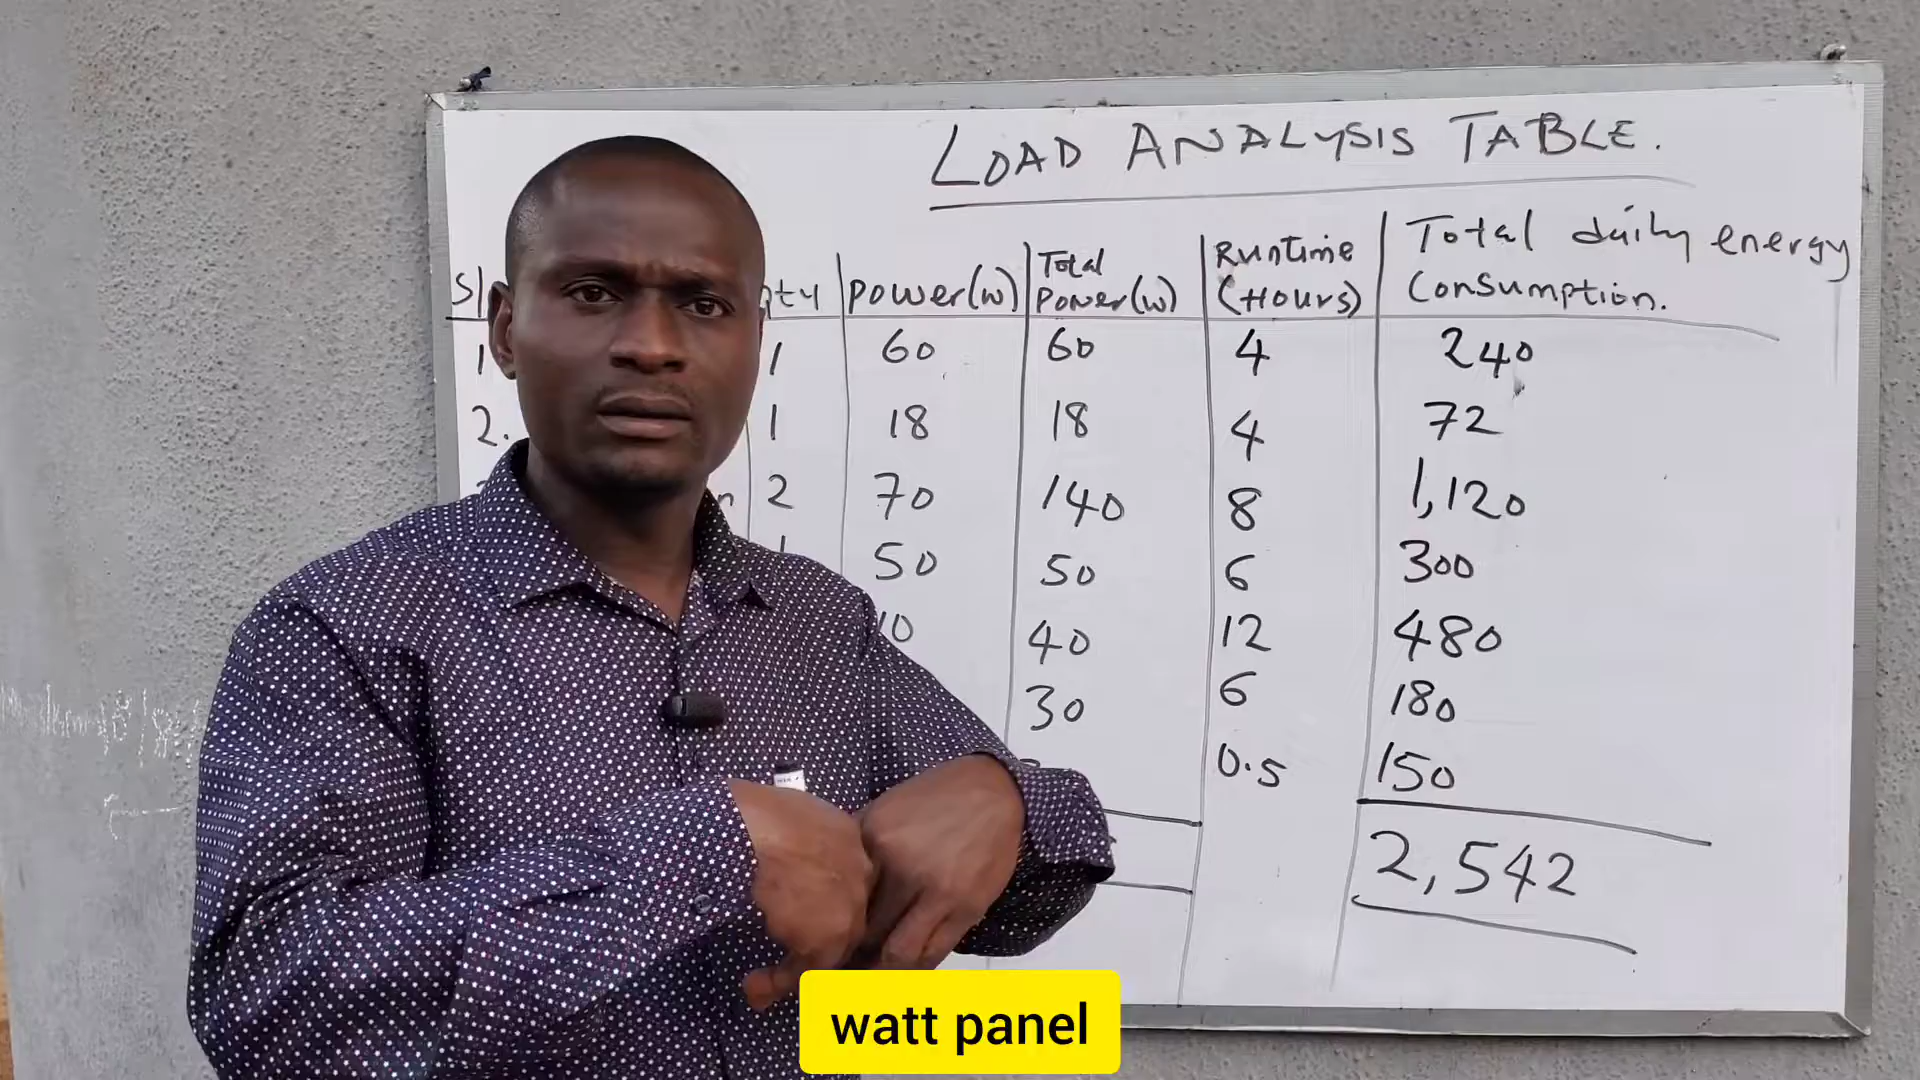 LOAD ANALYSIS TABLE.
S/ Qty Power(W) Total Power(W) Runtime (Hours) Total daily energy Consumption.
1 1 60 60 4 240
2. 1 18 18 4 72
2 70 140 8 1,120
50 50 6 300
10 40 12 480
30 6 180
0.5 150
2,542
watt panel